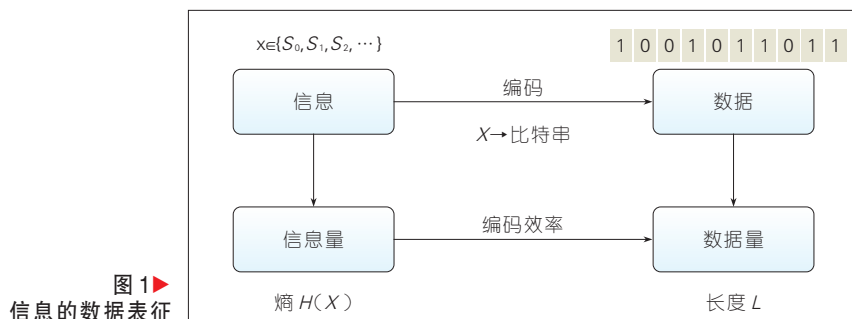 x∈{S₀,S₁,S₂,⋯}
1 0 0 1 0 1 1 0 1 1
信息
编码
数据
X→比特串
信息量
编码效率
数据量
熵 H(X)
长度 L
图 1▶
信息的数据表征